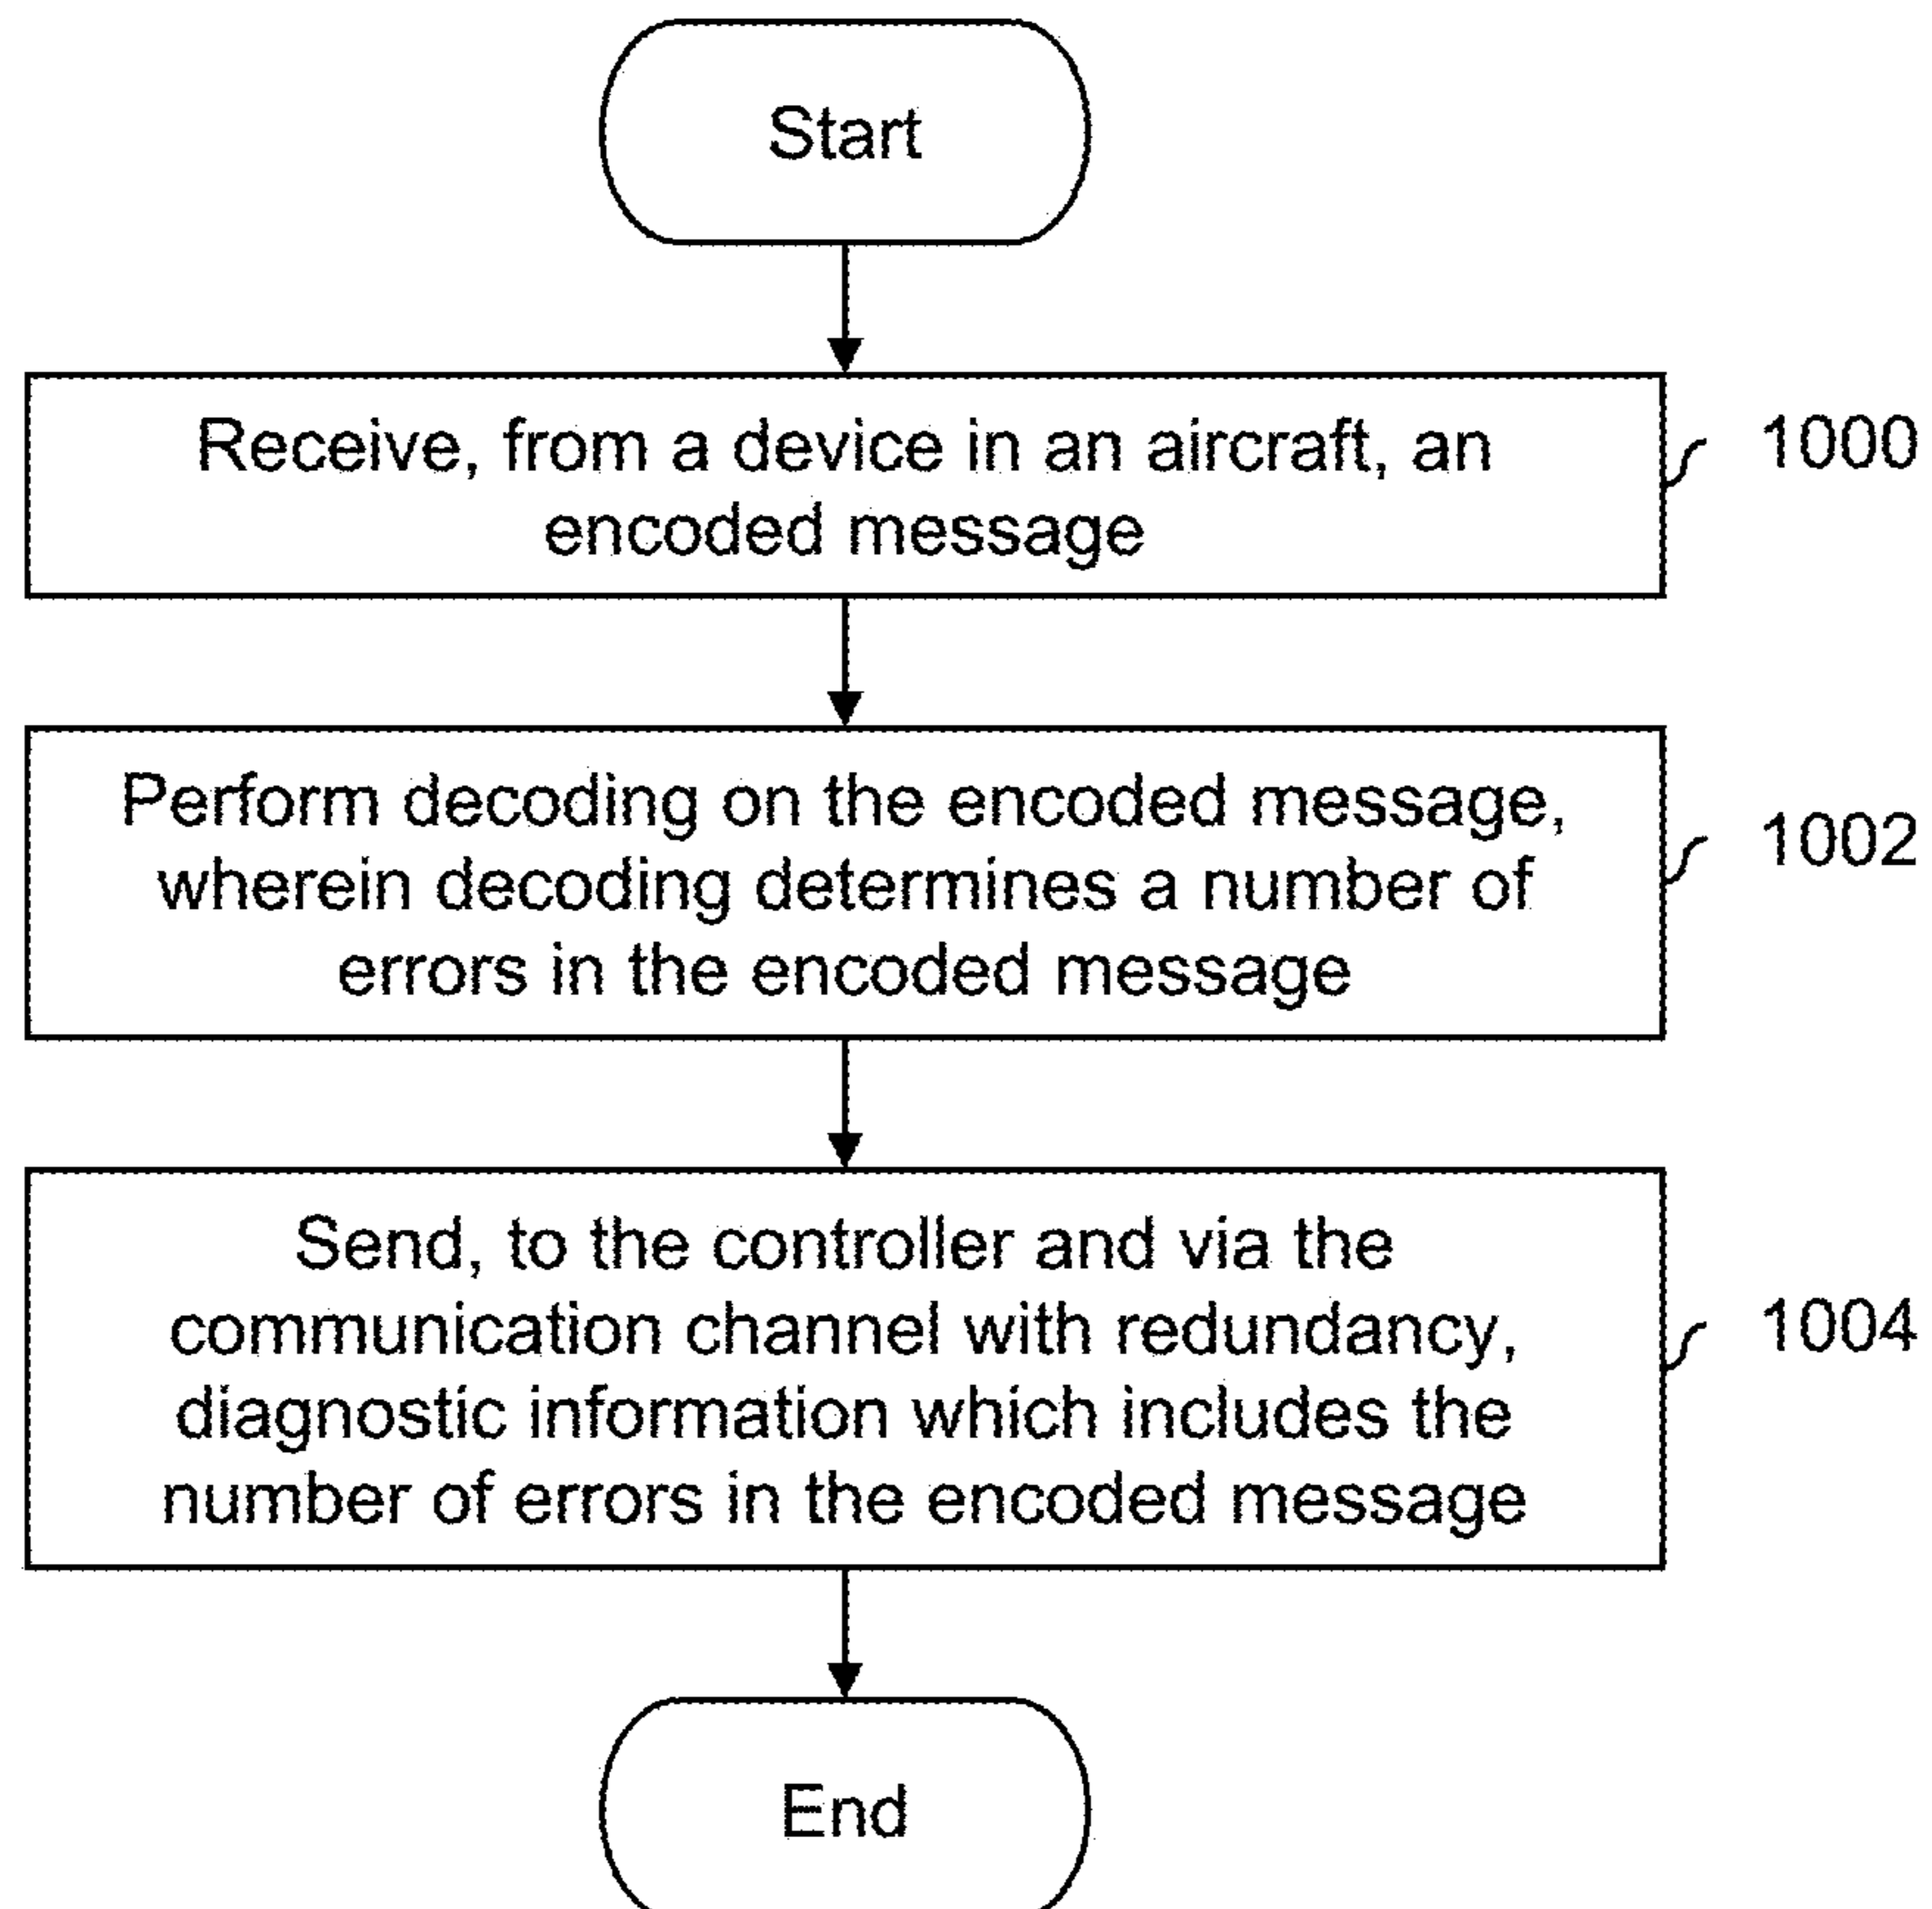 Start
Receive, from a device in an aircraft, an
encoded message
1000
Perform decoding on the encoded message,
wherein decoding determines a number of
errors in the encoded message
1002
Send, to the controller and via the
communication channel with redundancy,
diagnostic information which includes the
number of errors in the encoded message
1004
End